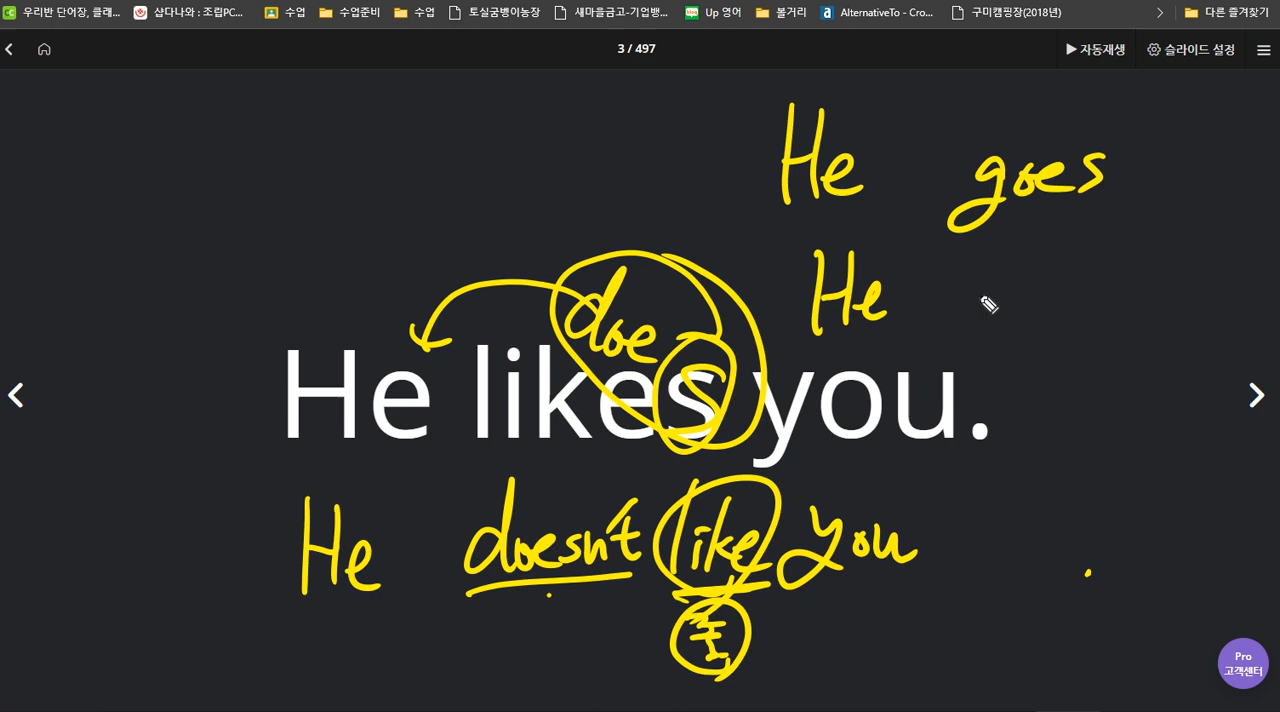 우리반 단어장, 클래... 샵다나와 : 조립PC... 수업 수업준비 수업 토실굼벵이농장 새마을금고-기업뱅... Up 영어 볼거리 AlternativeTo - Cro... 구미캠핑장(2018년) 다른 즐겨찾기
3 / 497 자동재생 슬라이드 설정
He goes
He
doe s
He likes you.
He doesn't like you
Pro
고객센터